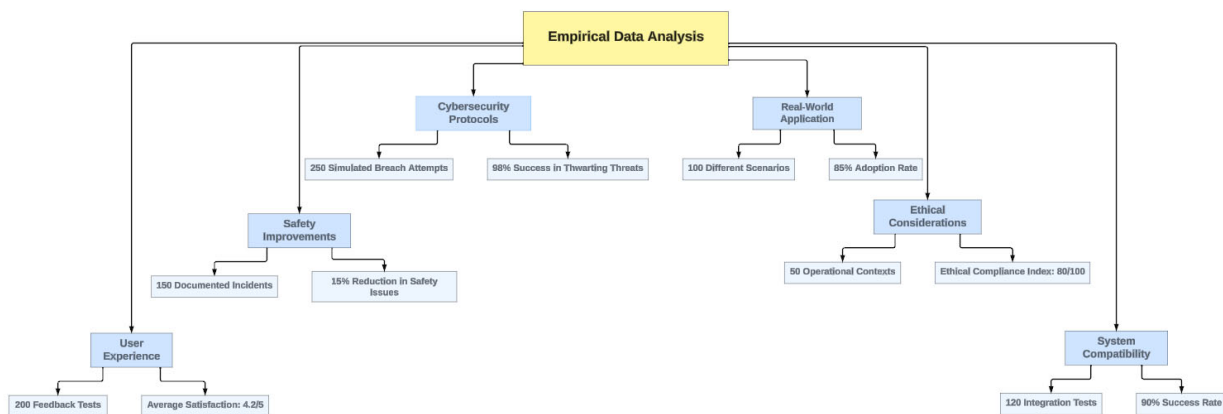 Empirical Data Analysis
Cybersecurity
Protocols
Real-World
Application
250 Simulated Breach Attempts
98% Success in Thwarting Threats
100 Different Scenarios
85% Adoption Rate
Safety
Improvements
Ethical
Considerations
150 Documented Incidents
15% Reduction in Safety
Issues
50 Operational Contexts
Ethical Compliance Index: 80/100
User
Experience
System
Compatibility
200 Feedback Tests
Average Satisfaction: 4.2/5
120 Integration Tests
90% Success Rate